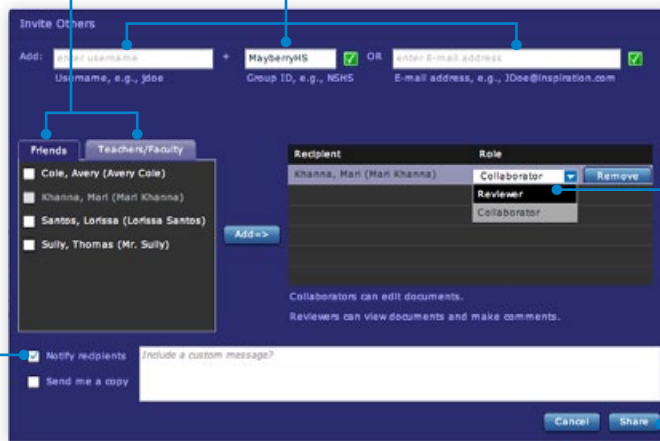 Invite Others
Add: enter username + MayberryHS OR enter E-mail address
Username, e.g., jdoe Group ID, e.g., NSHS E-mail address, e.g., JDoe@inspiration.com
Friends Teachers/Faculty
Cole, Avery (Avery Cole)
Khanna, Mari (Mari Khanna)
Santos, Lorissa (Lorissa Santos)
Sully, Thomas (Mr. Sully)
Add=>
Recipient Role
Khanna, Mari (Mari Khanna) Collaborator Remove
Reviewer
Collaborator
Collaborators can edit documents.
Reviewers can view documents and make comments.
Notify recipients Include a custom message?
Send me a copy
Cancel Share